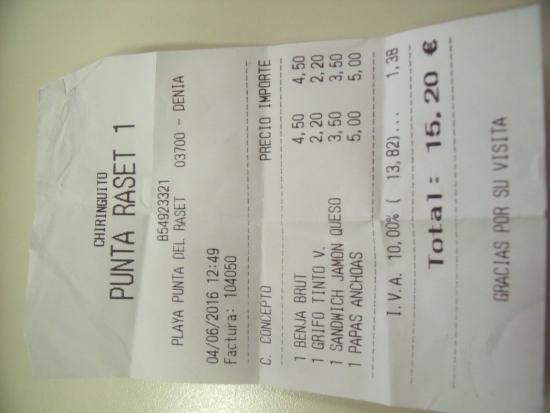 CHIRINGUITO
PUNTA RASET 1
B54923321
PLAYA PUNTA DEL RASET 03700 - DENIA
04/06/2016 12:49
Factura: 104050
C. CONCEPTO PRECIO IMPORTE
1 BENJA BRUT 4,50 4,50
1 GRIFO TINTO V. 2,20 2,20
1 SANDWICH JAMON QUESO 3,50 3,50
1 PAPAS ANCHOAS 5,00 5,00
I.V.A. 10,00% ( 13,82)... 1,38
Total: 15,20 €
GRACIAS POR SU VISITA